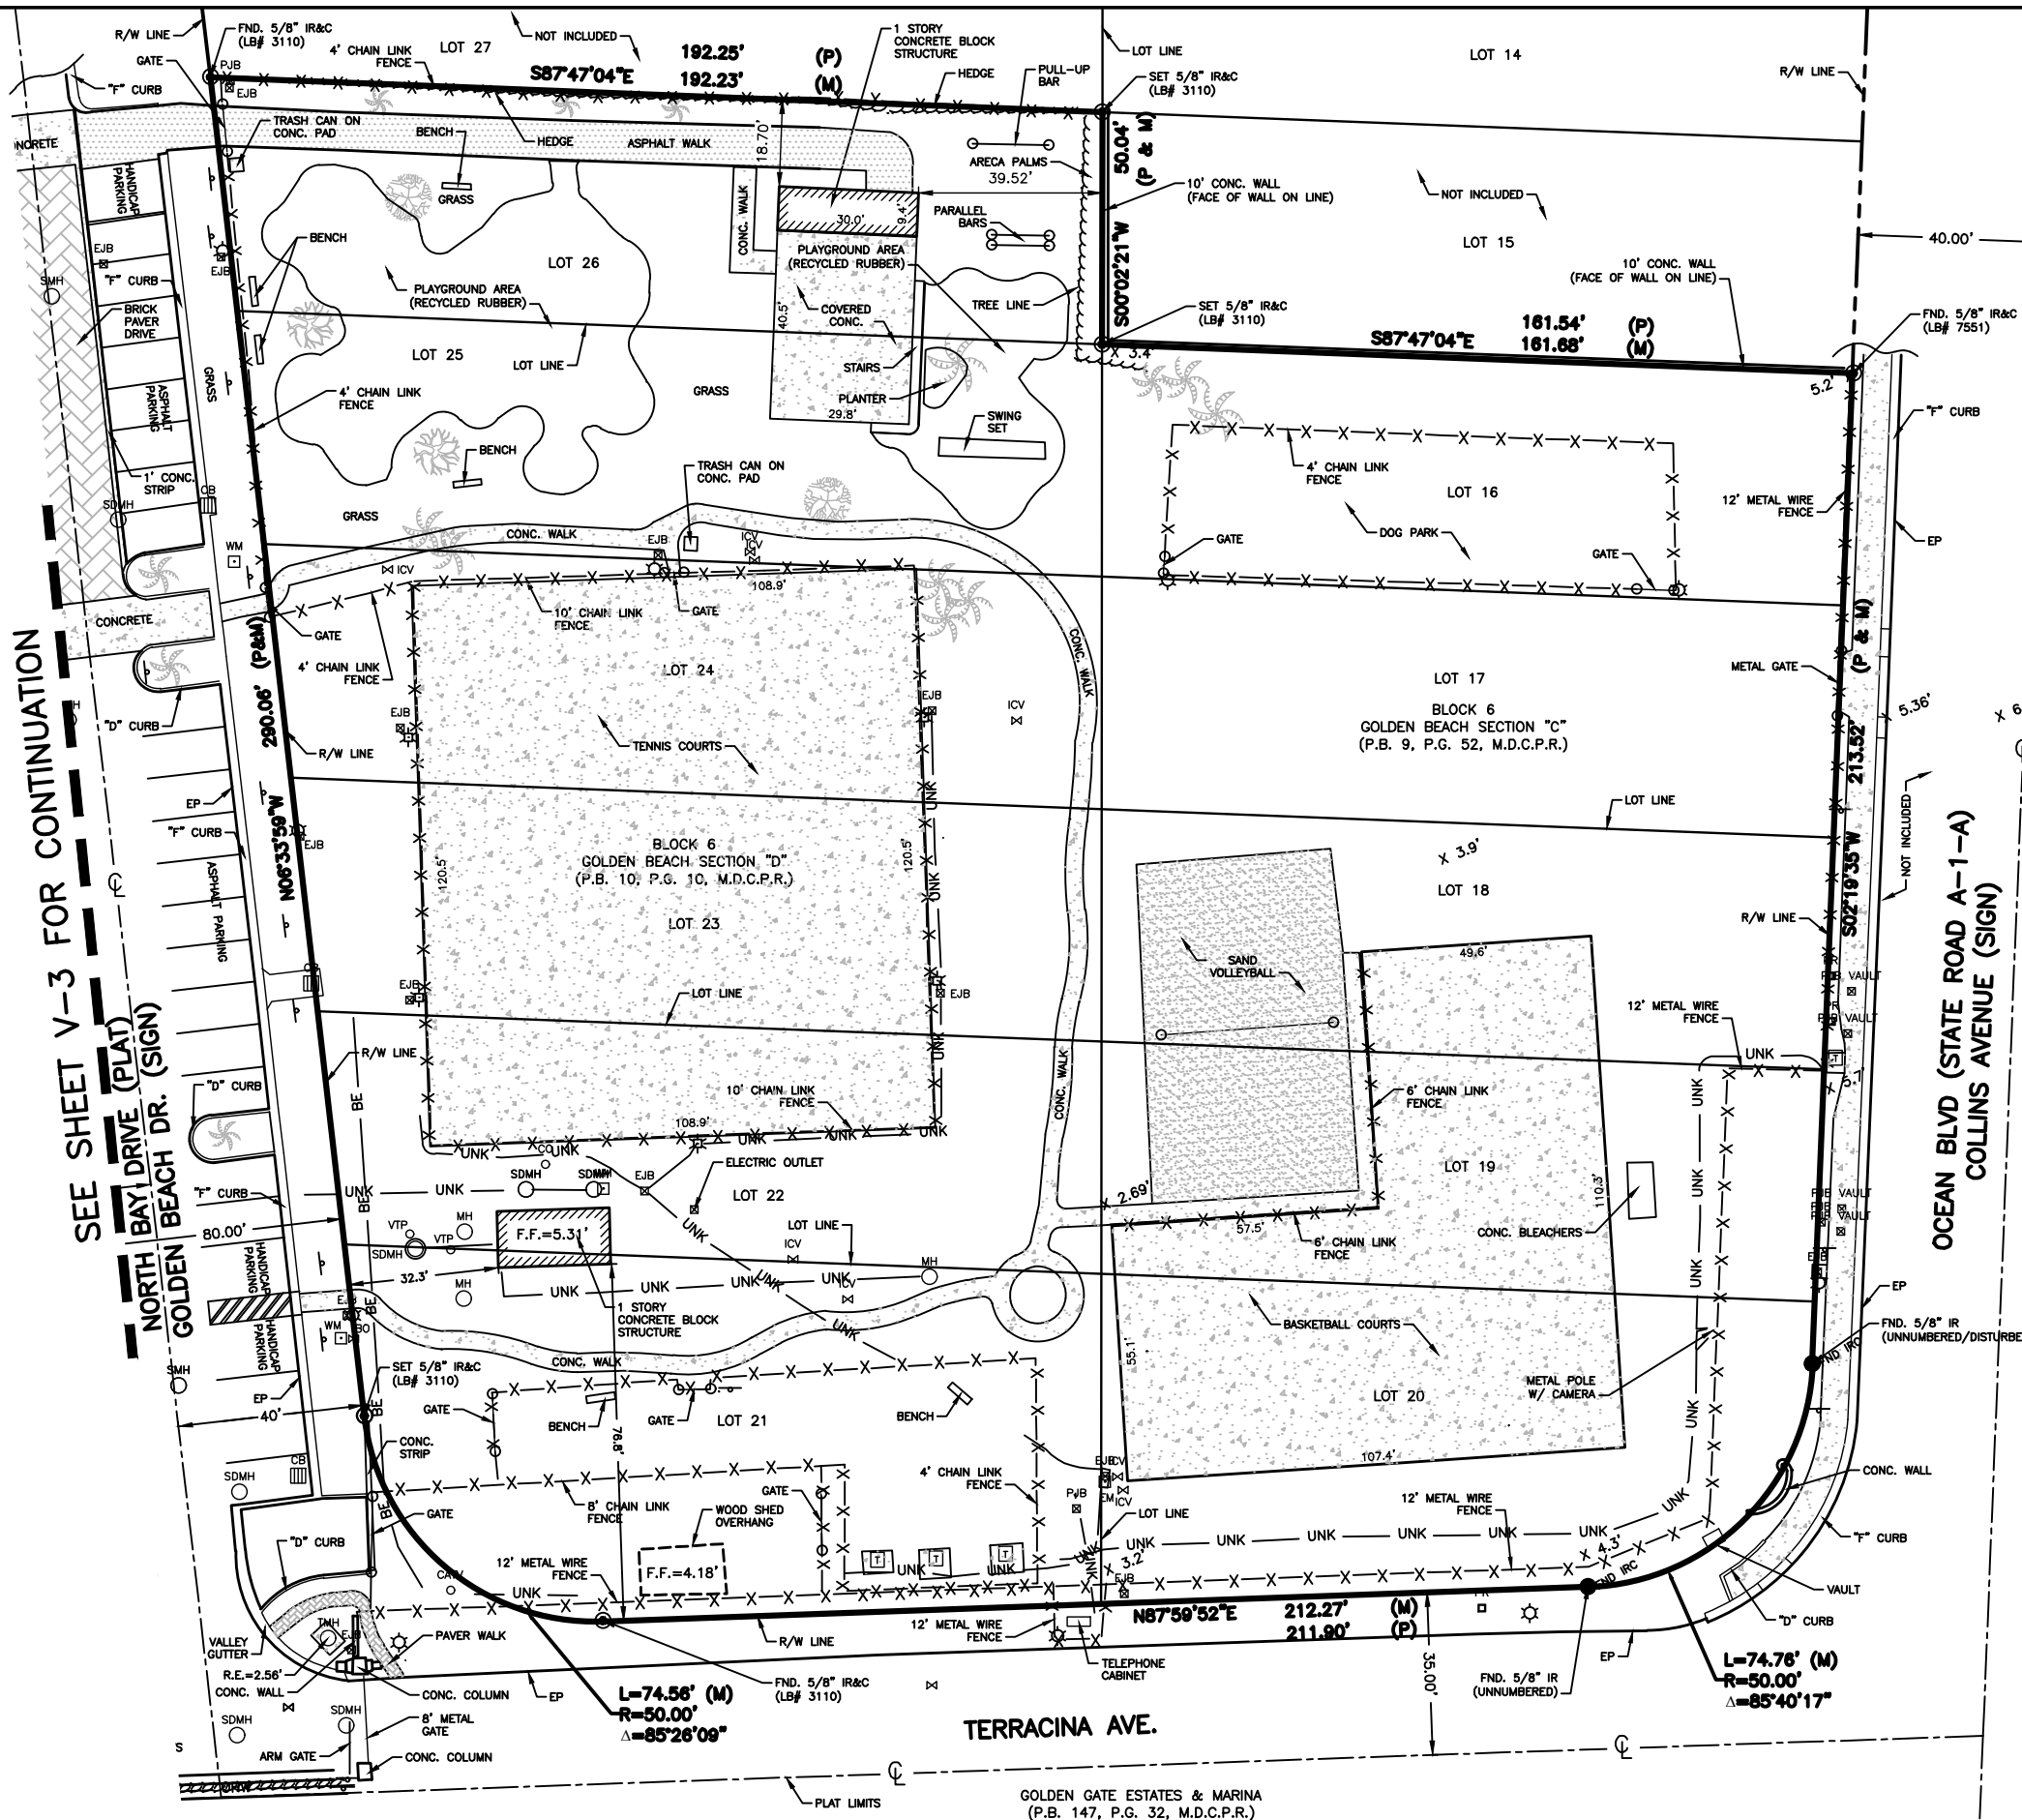 R/W LINE
GATE
"F" CURB
FND. 5/8" IR&C
(LB# 3110)
PJB
EJB
4' CHAIN LINK
FENCE
LOT 27
NOT INCLUDED
192.25' (P)
S87°47'04"E 192.23' (M)
1 STORY
CONCRETE BLOCK
STRUCTURE
HEDGE
PULL-UP
BAR
LOT LINE
SET 5/8" IR&C
(LB# 3110)
LOT 14
R/W LINE
TRASH CAN ON
CONC. PAD
BENCH
HEDGE
ASPHALT WALK
18.70'
ARECA PALMS
39.52'
50.04'
(P & M)
S00°02'21"W
10' CONC. WALL
(FACE OF WALL ON LINE)
NOT INCLUDED
LOT 15
40.00'
HANDICAP
PARKING
GRASS
CONC. WALK
30.0'
9.4'
PARALLEL
BARS
EJB
SMH
"F" CURB
BRICK
PAVER
DRIVE
EJB
BENCH
LOT 26
PLAYGROUND AREA
(RECYCLED RUBBER)
PLAYGROUND AREA
(RECYCLED RUBBER)
COVERED
CONC.
TREE LINE
SET 5/8" IR&C
(LB# 3110)
10' CONC. WALL
(FACE OF WALL ON LINE)
161.54' (P)
S87°47'04"E 161.68' (M)
FND. 5/8" IR&C
(LB# 7551)
3.4'
5.2'
40.5'
LOT 25
LOT LINE
STAIRS
PLANTER
29.8'
GRASS
GRASS
ASPHALT
PARKING
4' CHAIN LINK
FENCE
SWING
SET
"F" CURB
BENCH
TRASH CAN ON
CONC. PAD
4' CHAIN LINK
FENCE
LOT 16
12' METAL WIRE
FENCE
1' CONC.
STRIP
CB
SDMH
GRASS
CONC. WALK
EJB
ICV
ICV
GATE
DOG PARK
GATE
EP
WM
ICV
108.9'
CONCRETE
10' CHAIN LINK
FENCE
GATE
GATE
4' CHAIN LINK
FENCE
LOT 24
CONC. WALK
(P & M)
METAL GATE
LOT 17
BLOCK 6
GOLDEN BEACH SECTION "C"
(P.B. 9, P.G. 52, M.D.C.P.R.)
5.36'
213.52'
290.06' (P&M)
"D" CURB
EJB
EJB
ICV
R/W LINE
TENNIS COURTS
EP
"F" CURB
N06°33'59"W
EJB
LOT LINE
UNK
NOT INCLUDED
S02°19'35"W
BLOCK 6
GOLDEN BEACH SECTION "D"
(P.B. 10, P.G. 10, M.D.C.P.R.)
120.5'
120.5'
3.9'
LOT 18
ASPHALT PARKING
LOT 23
UNK
R/W LINE
SEE SHEET V-3 FOR CONTINUATION
NORTH BAY DRIVE (PLAT)
GOLDEN BEACH DR. (SIGN)
OCEAN BLVD (STATE ROAD A-1-A)
COLLINS AVENUE (SIGN)
SAND
VOLLEYBALL
49.6'
EJB
LOT LINE
EJB
12' METAL WIRE
FENCE
UNK
R/W LINE
UNK
BE
"D" CURB
10' CHAIN LINK
FENCE
CONC. WALK
6' CHAIN LINK
FENCE
UNK
108.9'
UNK UNK UNK
UNK UNK
CO
SDMH
EJB
ELECTRIC OUTLET
LOT 22
LOT 19
110.3'
UNK
CONC. BLEACHERS
"F" CURB
80.00'
UNK UNK
BE
VTP
VTP
MH
SDMH
F.F.=5.31'
UNK
LOT LINE
ICV
MH
2.69'
57.5'
6' CHAIN LINK
FENCE
32.3'
HANDICAP
PARKING
MH
UNK UNK UNK UNK
UNK
ICV
UNK
EP
BE
WM
HANDICAP
PARKING
1 STORY
CONCRETE BLOCK
STRUCTURE
UNK
BASKETBALL COURTS
55.1'
FND. 5/8" IR
SMH
EP
40'
SET 5/8" IR&C
(LB# 3110)
CONC. WALK
METAL POLE
W/ CAMERA
LOT 20
BE
GATE
BENCH
GATE
LOT 21
BENCH
UNK
76.8'
CONC.
STRIP
107.4'
CB
SDMH
4' CHAIN LINK
FENCE
EM
ICV
PJB
CONC. WALL
BE
GATE
8' CHAIN LINK
FENCE
GATE
WOOD SHED
OVERHANG
LOT LINE
12' METAL WIRE
FENCE
UNK
"D" CURB
UNK UNK UNK UNK UNK UNK
"F" CURB
12' METAL WIRE
FENCE
F.F.=4.18'
T T T
UNK UNK
3.2'
4.3'
UNK
EJB
VAULT
N87°59'52"E 212.27' (M)
211.90' (P)
"D" CURB
VALLEY
GUTTER
TMH
EJB
PAVER WALK
R/W LINE
12' METAL WIRE
FENCE
R.E.=2.56'
CONC. WALL
CONC. COLUMN
EP
L=74.56' (M)
R=50.00'
Δ=85°26'09"
FND. 5/8" IR&C
(LB# 3110)
TELEPHONE
CABINET
35.00'
FND. 5/8" IR
(UNNUMBERED)
EP
L=74.76' (M)
R=50.00'
Δ=85°40'17"
SDMH
SDMH
8' METAL
GATE
TERRACINA AVE.
ARM GATE
CONC. COLUMN
PLAT LIMITS
GOLDEN GATE ESTATES & MARINA
(P.B. 147, P.G. 32, M.D.C.P.R.)